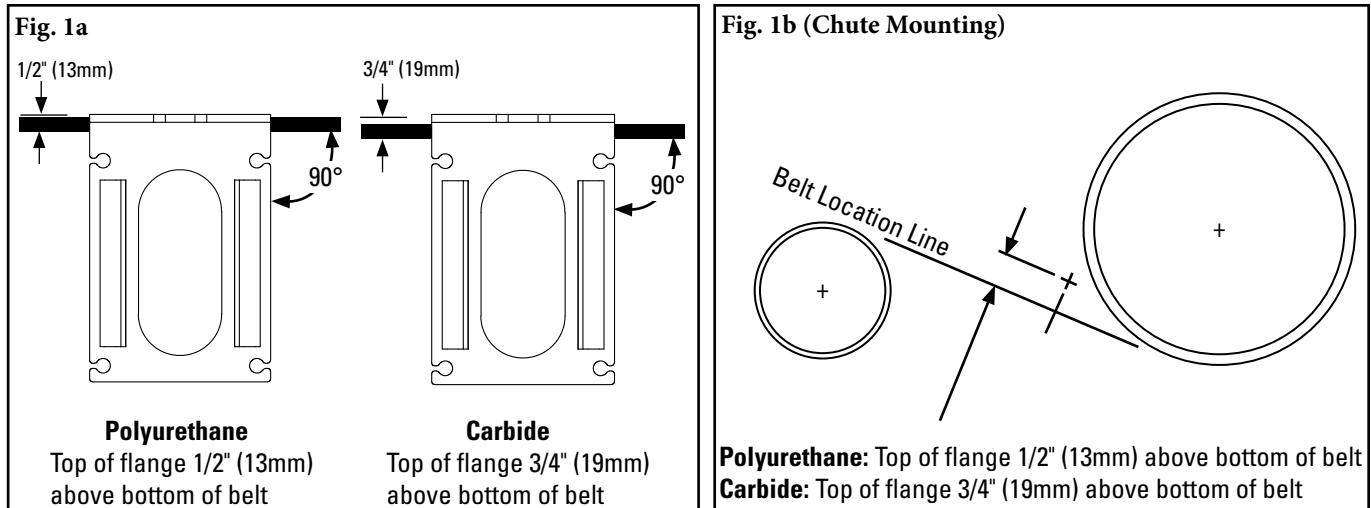 Fig. 1a
1/2" (13mm)
3/4" (19mm)
90°
90°
Polyurethane
Top of flange 1/2" (13mm)
above bottom of belt
Carbide
Top of flange 3/4" (19mm)
above bottom of belt
Fig. 1b (Chute Mounting)
Belt Location Line
Polyurethane: Top of flange 1/2" (13mm) above bottom of belt
Carbide: Top of flange 3/4" (19mm) above bottom of belt